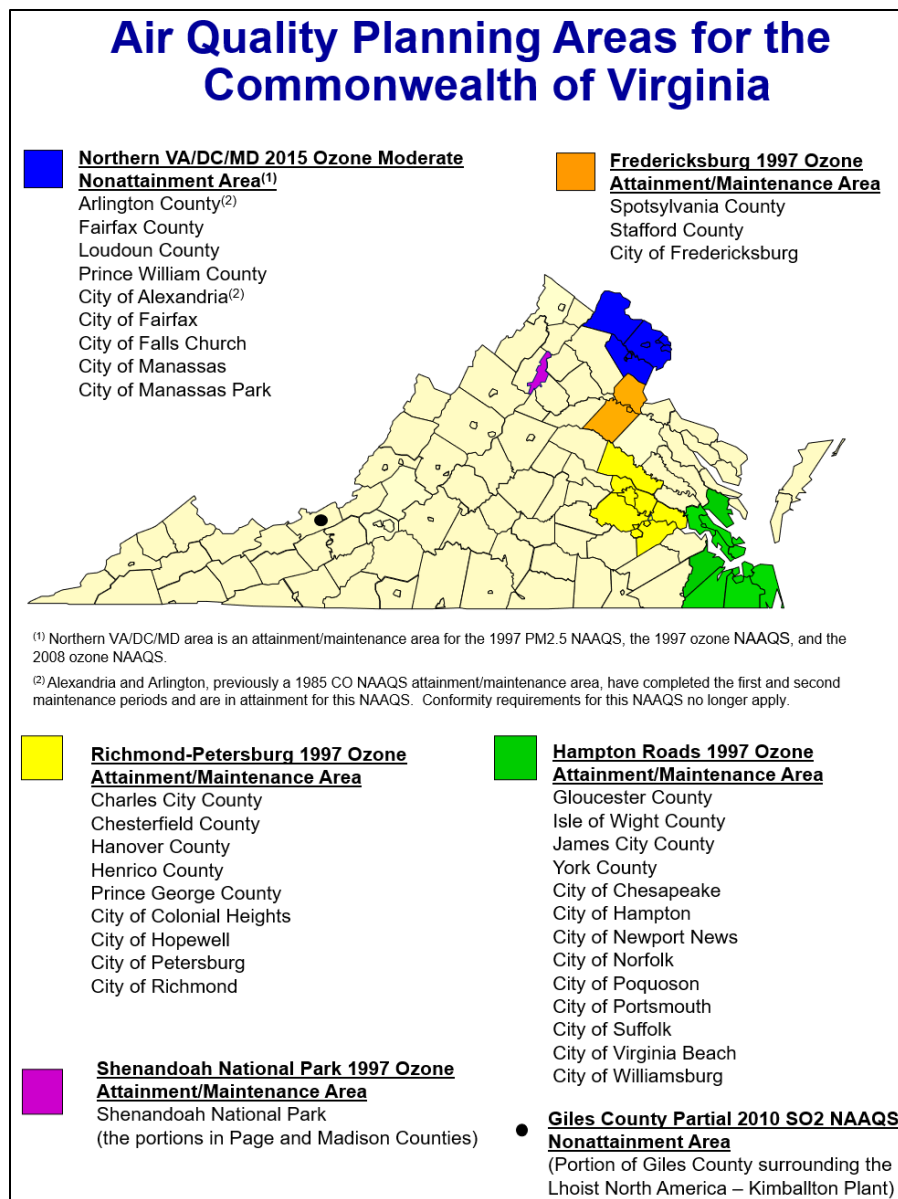 Air Quality Planning Areas for the
Commonwealth of Virginia
Northern VA/DC/MD 2015 Ozone Moderate
Nonattainment Area(1)
Arlington County(2)
Fairfax County
Loudoun County
Prince William County
City of Alexandria(2)
City of Fairfax
City of Falls Church
City of Manassas
City of Manassas Park
Fredericksburg 1997 Ozone
Attainment/Maintenance Area
Spotsylvania County
Stafford County
City of Fredericksburg
(1) Northern VA/DC/MD area is an attainment/maintenance area for the 1997 PM2.5 NAAQS, the 1997 ozone NAAQS, and the
2008 ozone NAAQS.
(2) Alexandria and Arlington, previously a 1985 CO NAAQS attainment/maintenance area, have completed the first and second
maintenance periods and are in attainment for this NAAQS.  Conformity requirements for this NAAQS no longer apply.
Richmond-Petersburg 1997 Ozone
Attainment/Maintenance Area
Charles City County
Chesterfield County
Hanover County
Henrico County
Prince George County
City of Colonial Heights
City of Hopewell
City of Petersburg
City of Richmond
Hampton Roads 1997 Ozone
Attainment/Maintenance Area
Gloucester County
Isle of Wight County
James City County
York County
City of Chesapeake
City of Hampton
City of Newport News
City of Norfolk
City of Poquoson
City of Portsmouth
City of Suffolk
City of Virginia Beach
City of Williamsburg
Shenandoah National Park 1997 Ozone
Attainment/Maintenance Area
Shenandoah National Park
(the portions in Page and Madison Counties)
Giles County Partial 2010 SO2 NAAQS
Nonattainment Area
(Portion of Giles County surrounding the
Lhoist North America – Kimballton Plant)